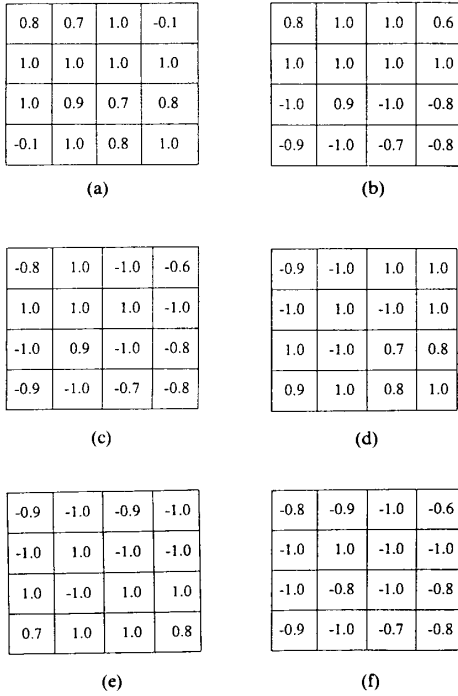 0.8 0.7 1.0 -0.1
1.0 1.0 1.0 1.0
1.0 0.9 0.7 0.8
-0.1 1.0 0.8 1.0
(a)
0.8 1.0 1.0 0.6
1.0 1.0 1.0 1.0
-1.0 0.9 -1.0 -0.8
-0.9 -1.0 -0.7 -0.8
(b)
-0.8 1.0 -1.0 -0.6
1.0 1.0 1.0 -1.0
-1.0 0.9 -1.0 -0.8
-0.9 -1.0 -0.7 -0.8
(c)
-0.9 -1.0 1.0 1.0
-1.0 1.0 -1.0 1.0
1.0 -1.0 0.7 0.8
0.9 1.0 0.8 1.0
(d)
-0.9 -1.0 -0.9 -1.0
-1.0 1.0 -1.0 -1.0
1.0 -1.0 1.0 1.0
0.7 1.0 1.0 0.8
(e)
-0.8 -0.9 -1.0 -0.6
-1.0 1.0 -1.0 -1.0
-1.0 -0.8 -1.0 -0.8
-0.9 -1.0 -0.7 -0.8
(f)